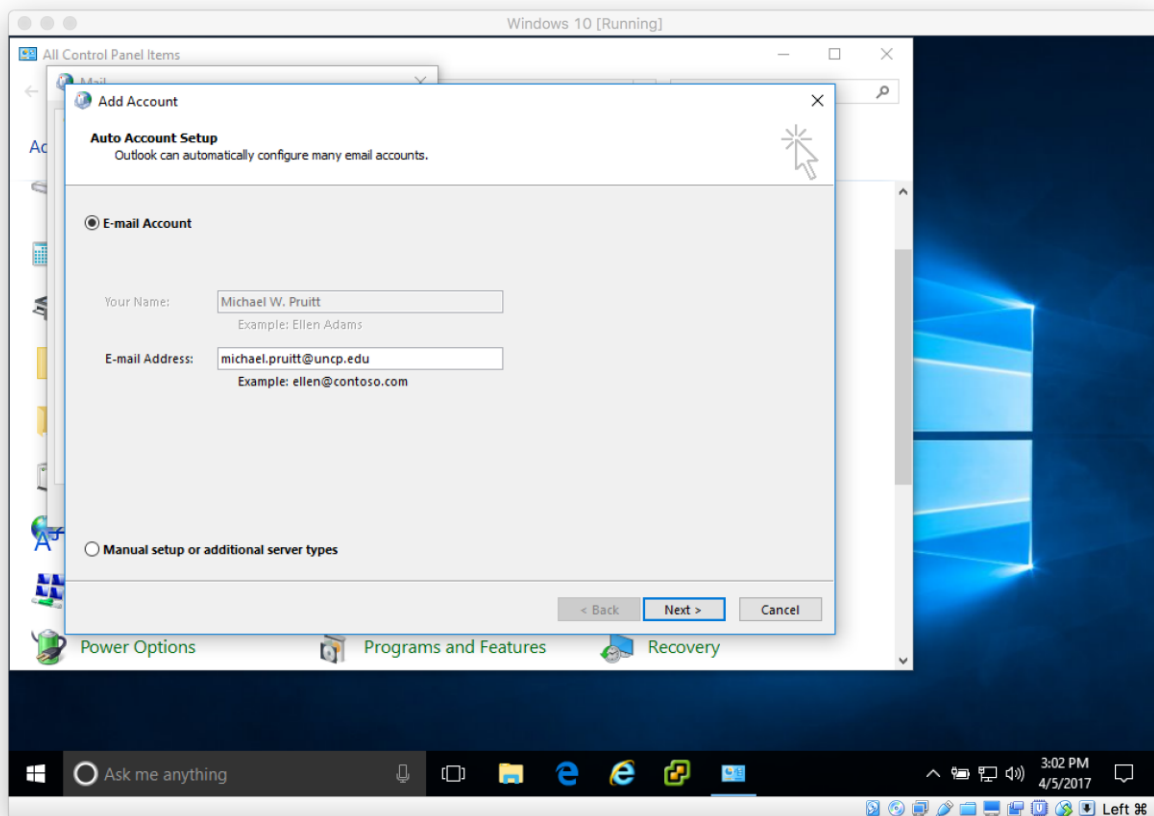 Windows 10 [Running]
All Control Panel Items
Mail
Add Account
Auto Account Setup
Outlook can automatically configure many email accounts.
Ad
E-mail Account
Your Name: Michael W. Pruitt
Example: Ellen Adams
E-mail Address: michael.pruitt@uncp.edu
Example: ellen@contoso.com
Manual setup or additional server types
< Back Next > Cancel
Power Options Programs and Features Recovery
Ask me anything
3:02 PM
4/5/2017
Left ⌘